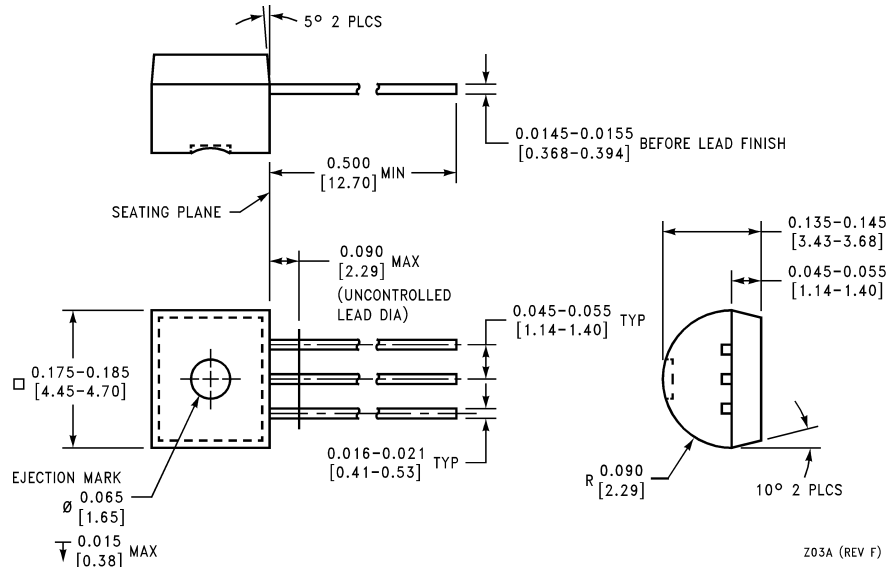 5° 2 PLCS
0.0145-0.0155
[0.368-0.394] BEFORE LEAD FINISH
0.500
[12.70] MIN
SEATING PLANE
0.090
[2.29] MAX
(UNCONTROLLED
LEAD DIA)
0.135-0.145
[3.43-3.68]
0.045-0.055
[1.14-1.40]
0.045-0.055
[1.14-1.40] TYP
0.175-0.185
[4.45-4.70]
0.016-0.021
[0.41-0.53] TYP
EJECTION MARK
Ø 0.065
[1.65]
0.015
[0.38] MAX
R 0.090
[2.29]
10° 2 PLCS
Z03A (REV F)